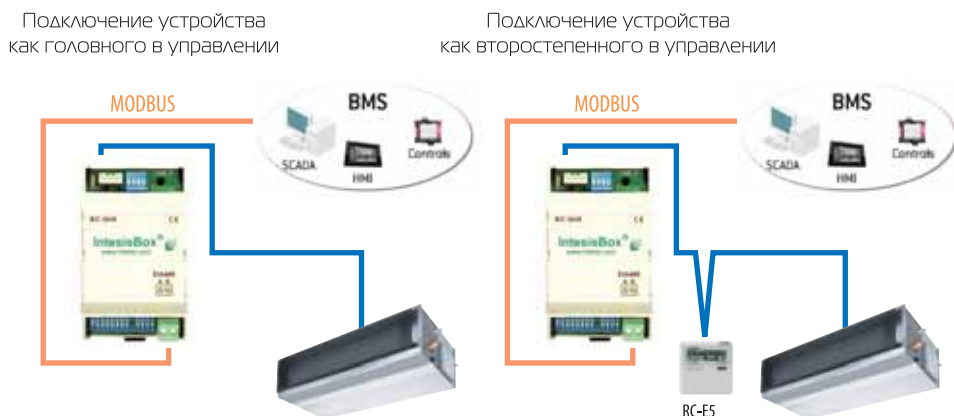 Подключение устройства
как головного в управлении
MODBUS
BMS
SCADA
HMI
Controls
IntesisBox®
Подключение устройства
как второстепенного в управлении
MODBUS
BMS
SCADA
HMI
Controls
IntesisBox®
RC-E5